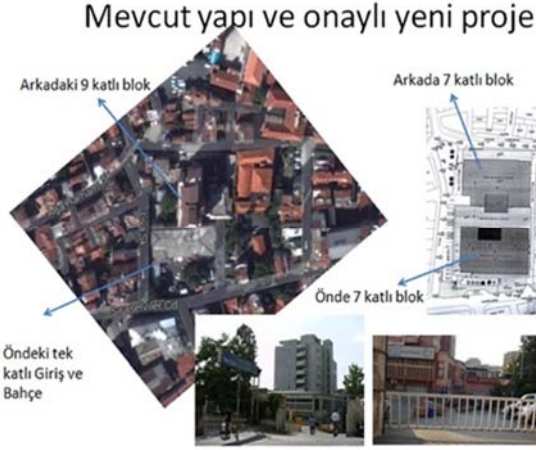 Mevcut yapı ve onaylı yeni proje
Arkadaki 9 katlı blok
Arkada 7 katlı blok
Önde 7 katlı blok
Öndeki tek
katlı Giriş ve
Bahçe